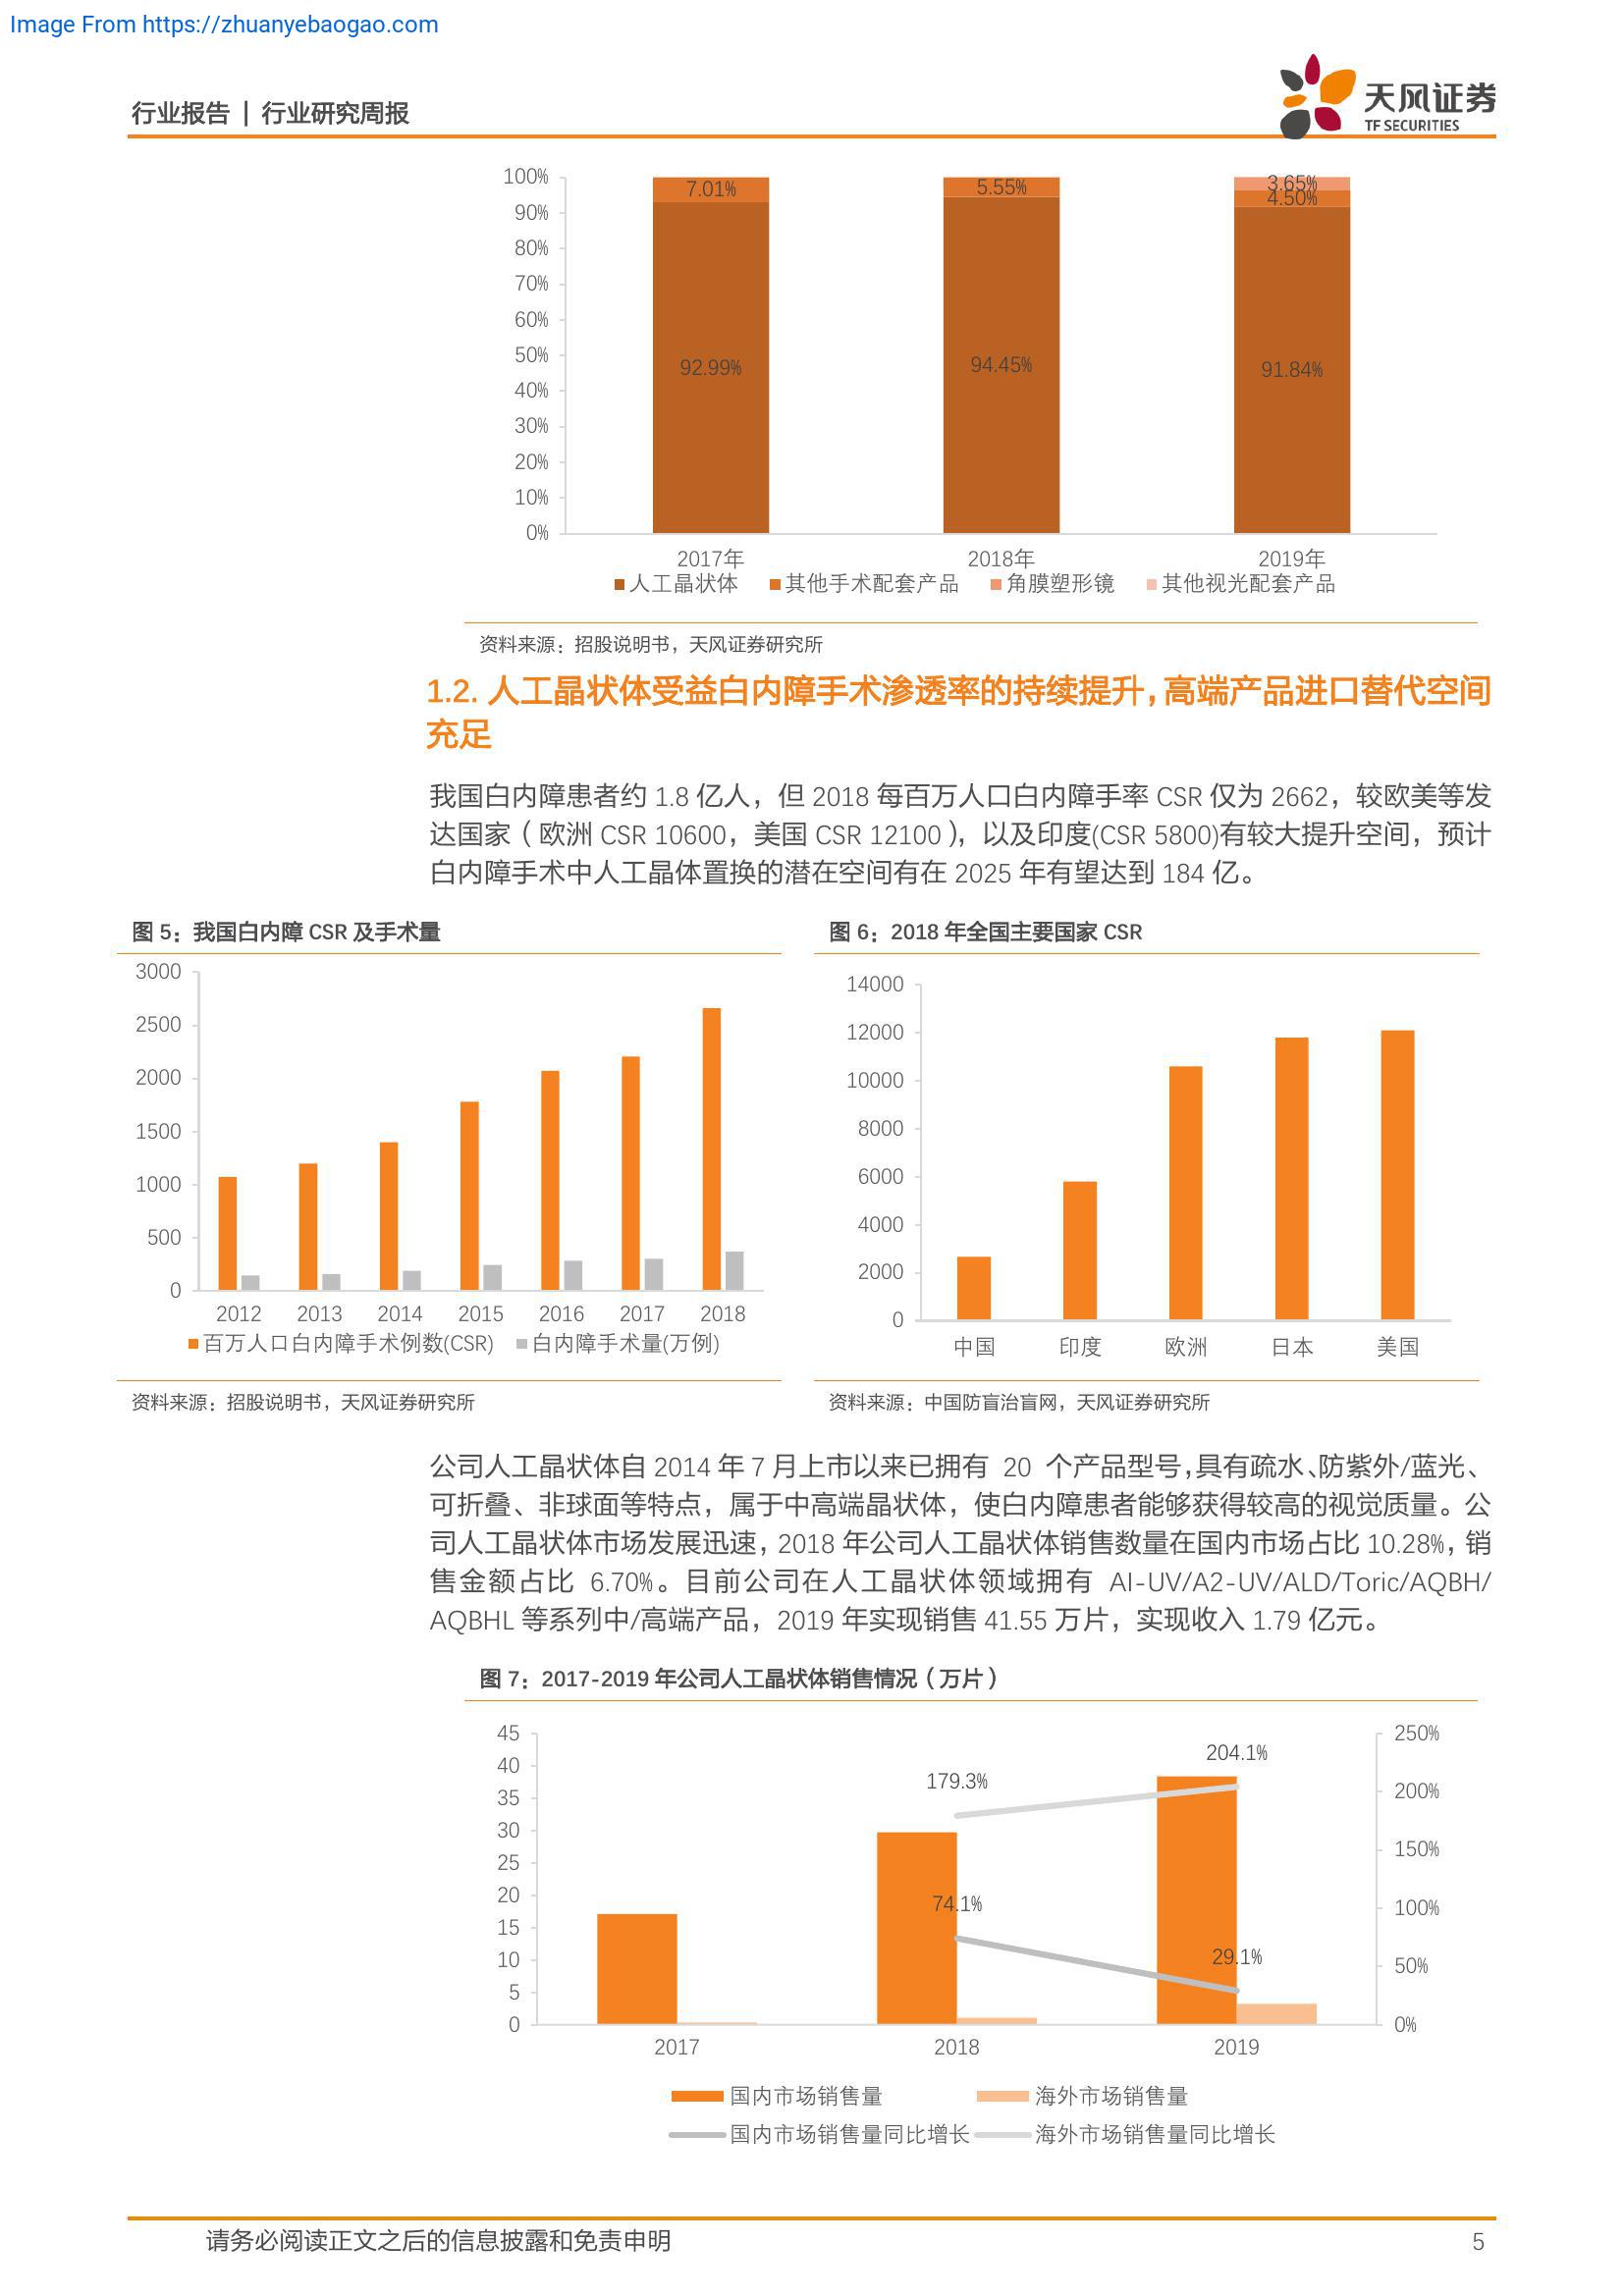 Image From https://zhuanyebaogao.com
行业报告 | 行业研究周报
天风证券
TF SECURITIES
100%
90%
80%
70%
60%
50%
40%
30%
20%
10%
0%
7.01%
5.55%
3.65%
4.50%
92.99%
94.45%
91.84%
2017年 2018年 2019年
人工晶状体 其他手术配套产品 角膜塑形镜 其他视光配套产品
资料来源：招股说明书，天风证券研究所
1.2. 人工晶状体受益白内障手术渗透率的持续提升，高端产品进口替代空间
充足
我国白内障患者约 1.8 亿人，但 2018 每百万人口白内障手率 CSR 仅为 2662，较欧美等发
达国家（欧洲 CSR 10600，美国 CSR 12100），以及印度(CSR 5800)有较大提升空间，预计
白内障手术中人工晶体置换的潜在空间有在 2025 年有望达到 184 亿。
图 5：我国白内障 CSR 及手术量
3000
2500
2000
1500
1000
500
0
2012 2013 2014 2015 2016 2017 2018
百万人口白内障手术例数(CSR) 白内障手术量(万例)
资料来源：招股说明书，天风证券研究所
图 6：2018 年全国主要国家 CSR
14000
12000
10000
8000
6000
4000
2000
0
中国 印度 欧洲 日本 美国
资料来源：中国防盲治盲网，天风证券研究所
公司人工晶状体自 2014 年 7 月上市以来已拥有 20 个产品型号，具有疏水、防紫外/蓝光、
可折叠、非球面等特点，属于中高端晶状体，使白内障患者能够获得较高的视觉质量。公
司人工晶状体市场发展迅速，2018 年公司人工晶状体销售数量在国内市场占比 10.28%，销
售金额占比 6.70%。目前公司在人工晶状体领域拥有 AI-UV/A2-UV/ALD/Toric/AQBH/
AQBHL 等系列中/高端产品，2019 年实现销售 41.55 万片，实现收入 1.79 亿元。
图 7：2017-2019 年公司人工晶状体销售情况（万片）
45
40
35
30
25
20
15
10
5
0
179.3%
204.1%
74.1%
29.1%
250%
200%
150%
100%
50%
0%
2017 2018 2019
国内市场销售量 海外市场销售量
国内市场销售量同比增长 海外市场销售量同比增长
请务必阅读正文之后的信息披露和免责申明 5